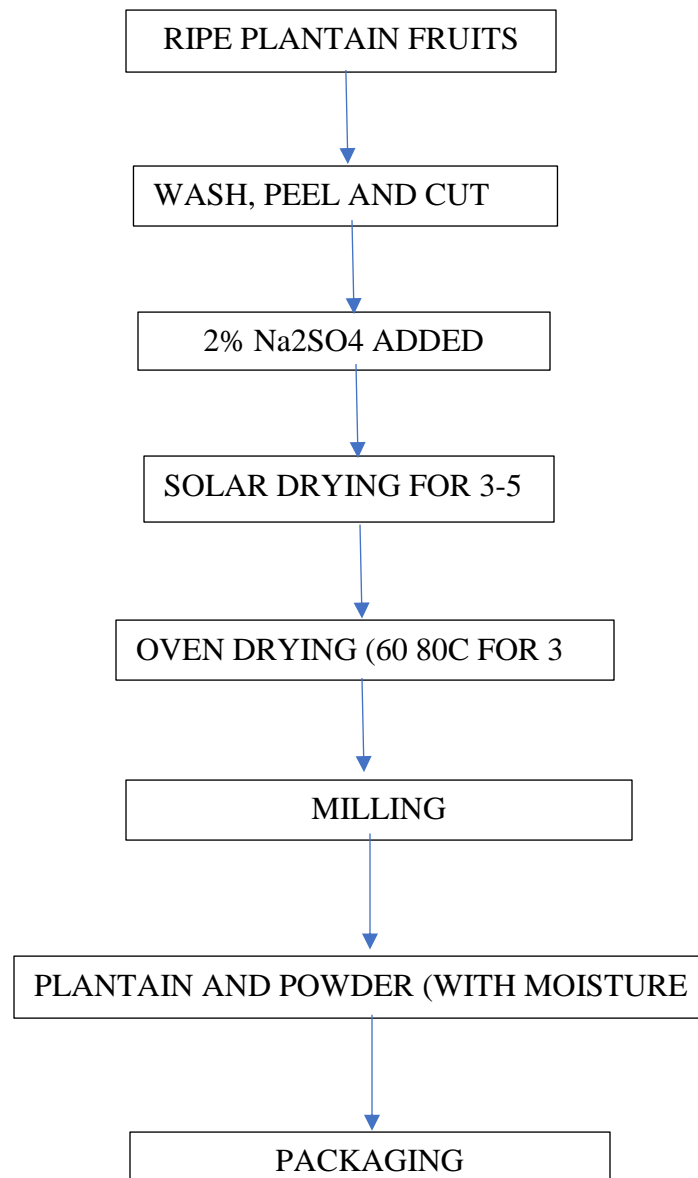 RIPE PLANTAIN FRUITS
WASH, PEEL AND CUT
2% Na2SO4 ADDED
SOLAR DRYING FOR 3-5
OVEN DRYING (60 80C FOR 3
MILLING
PLANTAIN AND POWDER (WITH MOISTURE
PACKAGING